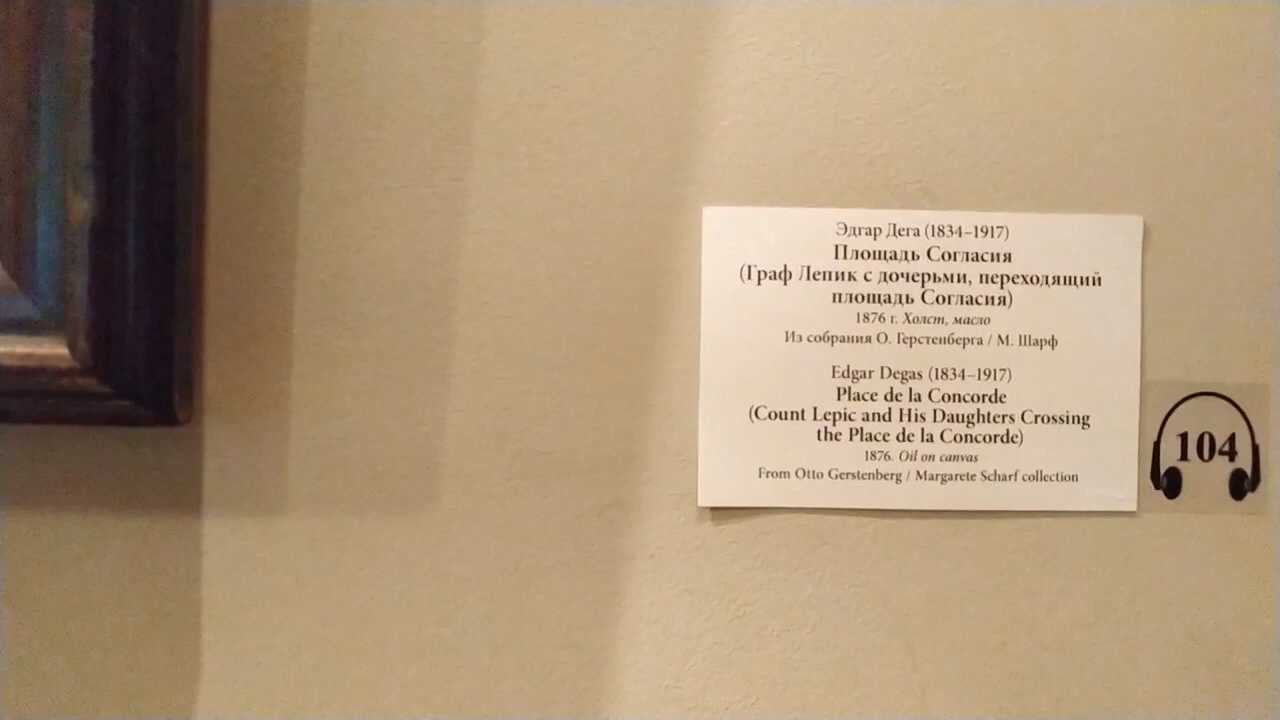 Эдгар Дега (1834–1917)
Площадь Согласия
(Граф Лепик с дочерьми, переходящий
площадь Согласия)
1876 г. Холст, масло
Из собрания О. Герстенберга / М. Шарф
Edgar Degas (1834–1917)
Place de la Concorde
(Count Lepic and His Daughters Crossing
the Place de la Concorde)
1876. Oil on canvas
From Otto Gerstenberg / Margarete Scharf collection
104